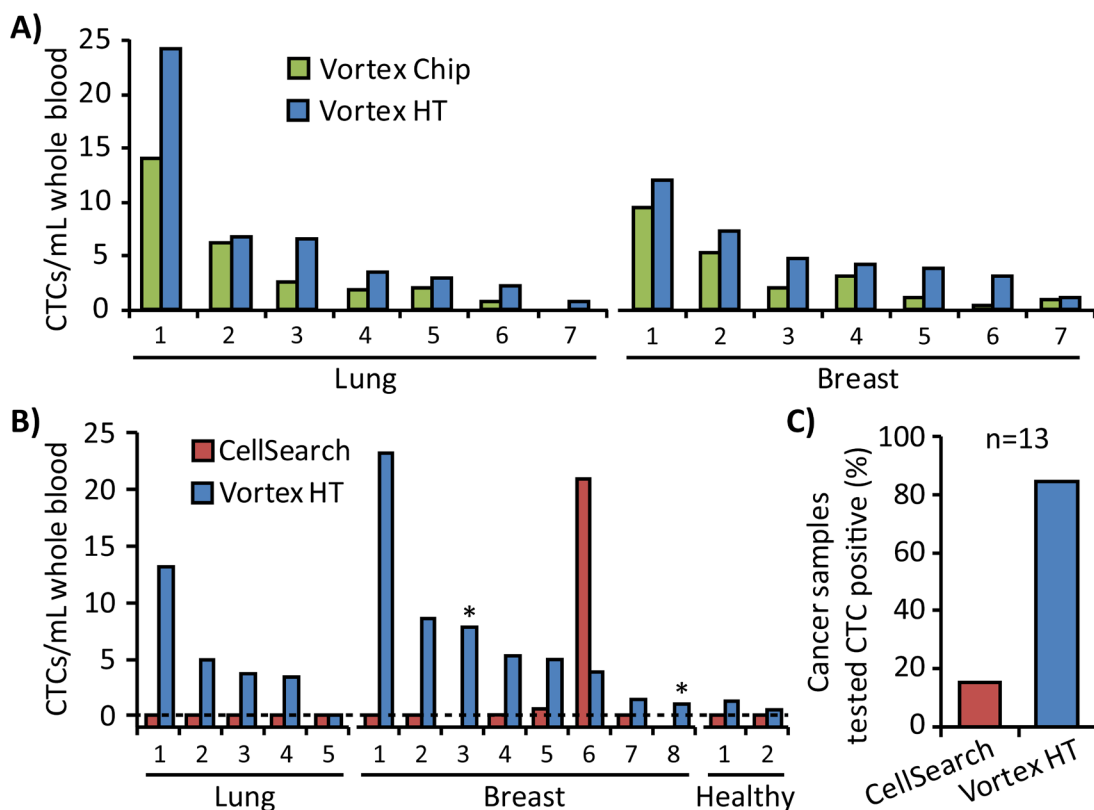 A)
CTCs/mL whole blood
25
20
15
10
5
0
Vortex Chip
Vortex HT
1 2 3 4 5 6 7
Lung
1 2 3 4 5 6 7
Breast
B)
CTCs/mL whole blood
25
20
15
10
5
0
CellSearch
Vortex HT
*
*
1 2 3 4 5
Lung
1 2 3 4 5 6 7 8
Breast
1 2
Healthy
C)
Cancer samples
tested CTC positive (%)
100
80
60
40
20
0
n=13
CellSearch
Vortex HT